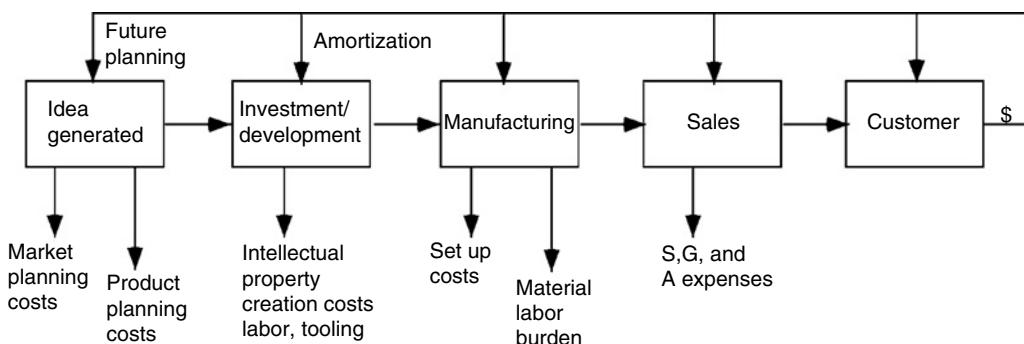 Future
planning
Amortization
Idea
generated
Investment/
development
Manufacturing
Sales
Customer
$
Market
planning
costs
Product
planning
costs
Intellectual
property
creation costs
labor, tooling
Set up
costs
Material
labor
burden
S,G, and
A expenses